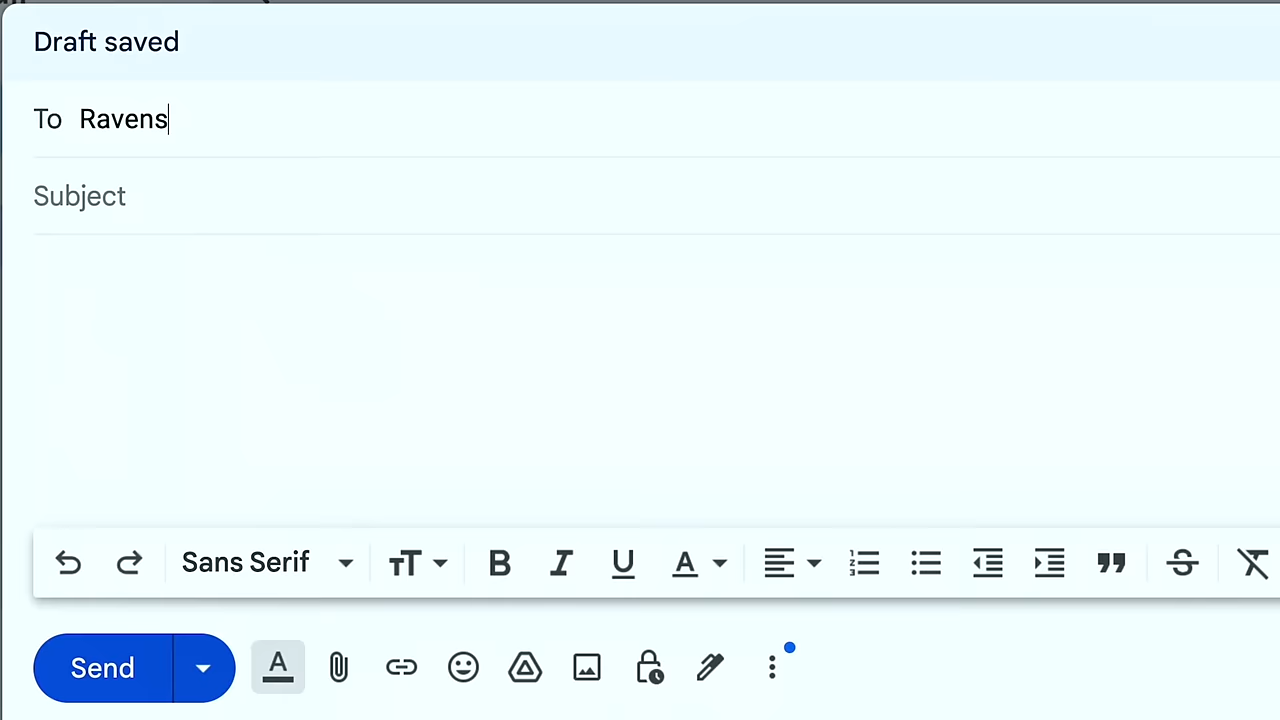 Draft saved
To Ravens
Subject
Sans Serif
Send